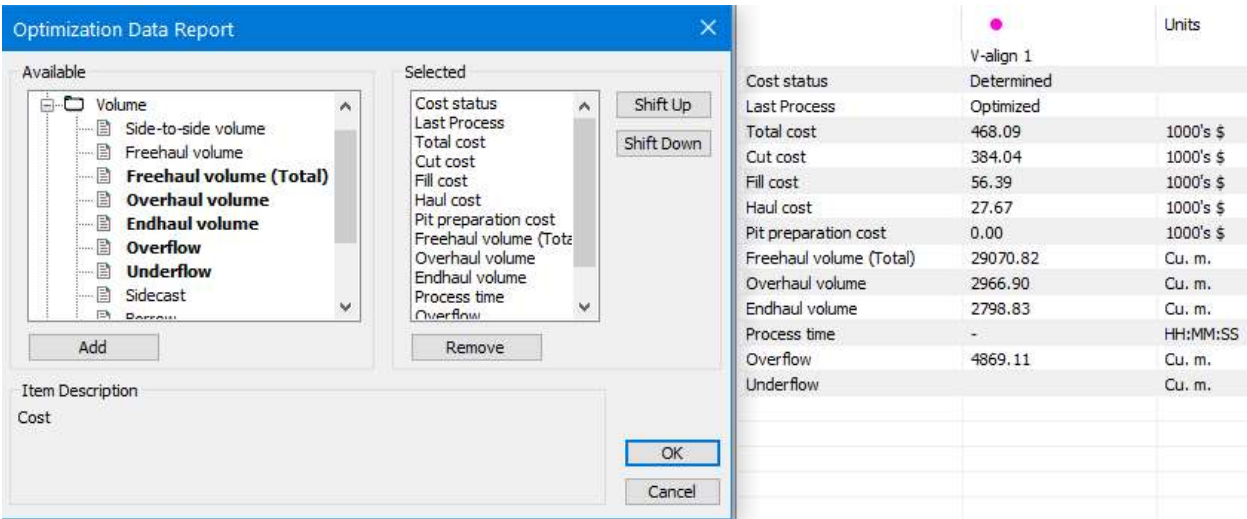 Optimization Data Report
Available
Volume
Side-to-side volume
Freehaul volume
Freehaul volume (Total)
Overhaul volume
Endhaul volume
Overflow
Underflow
Sidecast
Borrow
Add
Selected
Cost status
Last Process
Total cost
Cut cost
Fill cost
Haul cost
Pit preparation cost
Freehaul volume (Tota
Overhaul volume
Endhaul volume
Process time
Overflow
Remove
Shift Up
Shift Down
Item Description
Cost
OK
Cancel
Units
V-align 1
Cost status Determined
Last Process Optimized
Total cost 468.09 1000's $
Cut cost 384.04 1000's $
Fill cost 56.39 1000's $
Haul cost 27.67 1000's $
Pit preparation cost 0.00 1000's $
Freehaul volume (Total) 29070.82 Cu. m.
Overhaul volume 2966.90 Cu. m.
Endhaul volume 2798.83 Cu. m.
Process time - HH:MM:SS
Overflow 4869.11 Cu. m.
Underflow Cu. m.